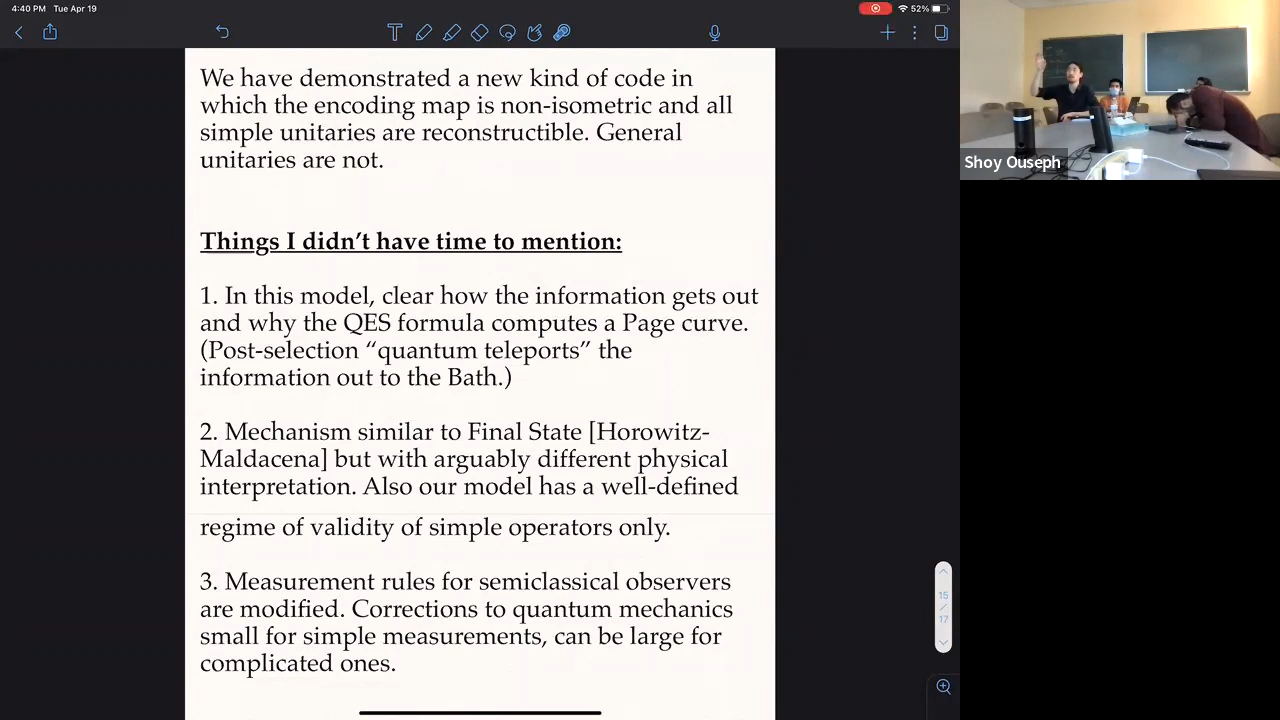 4:40 PM Tue Apr 19
52%
We have demonstrated a new kind of code in
which the encoding map is non-isometric and all
simple unitaries are reconstructible. General
unitaries are not.
Things I didn't have time to mention:
1. In this model, clear how the information gets out
and why the QES formula computes a Page curve.
(Post-selection “quantum teleports” the
information out to the Bath.)
2. Mechanism similar to Final State [Horowitz-
Maldacena] but with arguably different physical
interpretation. Also our model has a well-defined
regime of validity of simple operators only.
3. Measurement rules for semiclassical observers
are modified. Corrections to quantum mechanics
small for simple measurements, can be large for
complicated ones.
15
/
17
Shoy Ouseph